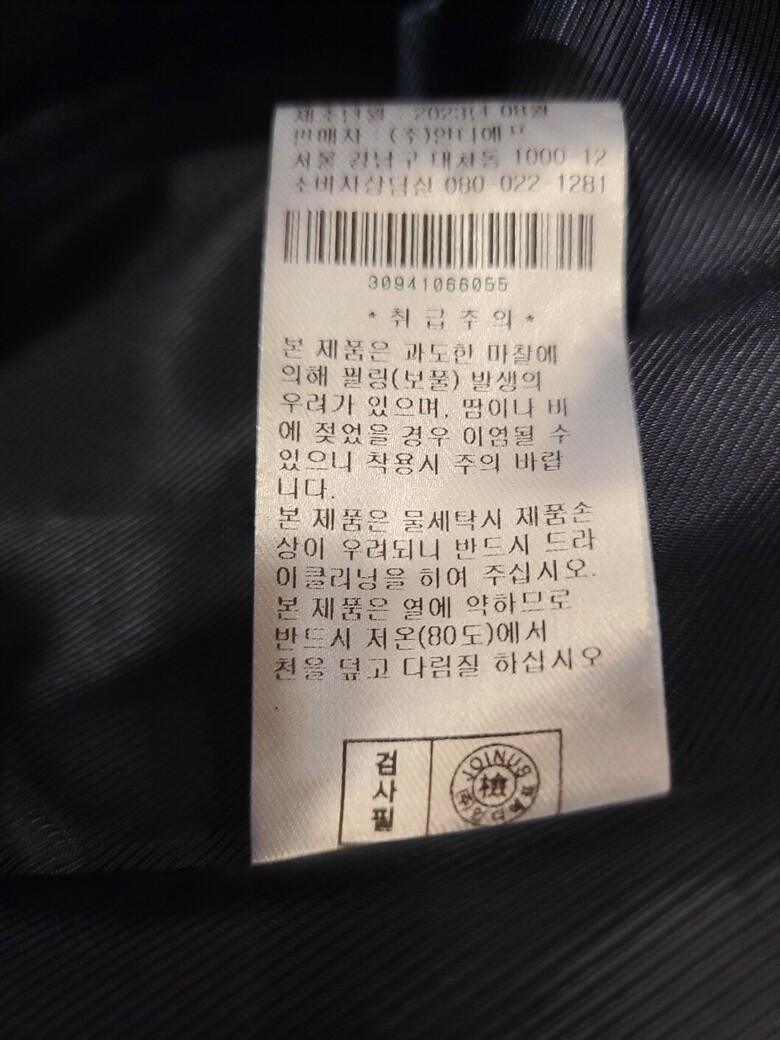 제조년월 : 2023년 08월
판매자 : (주)인디에프
서울 강남구 대치동 1000-12
소비자상담실 080-022-1281
30941066055
* 취 급 주 의 *
본 제품은 과도한 마찰에
의해 필링(보풀) 발생의
우려가 있으며, 땀이나 비
에 젖었을 경우 이염될 수
있으니 착용시 주의 바랍
니다.
본 제품은 물세탁시 제품손
상이 우려되니 반드시 드라
이클리닝을 하여 주십시오.
본 제품은 열에 약하므로
반드시 저온(80도)에서
천을 덮고 다림질 하십시오
검사필
JOINUS
檢
(주)인디에프